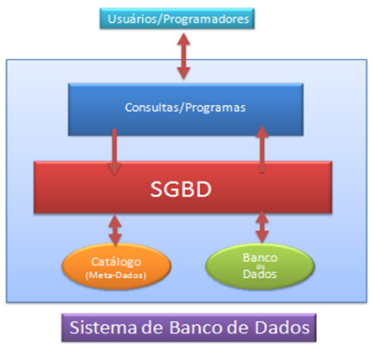 Usuários/Programadores
Consultas/Programas
SGBD
Catálogo
(Meta-Dados)
Banco
de
Dados
Sistema de Banco de Dados